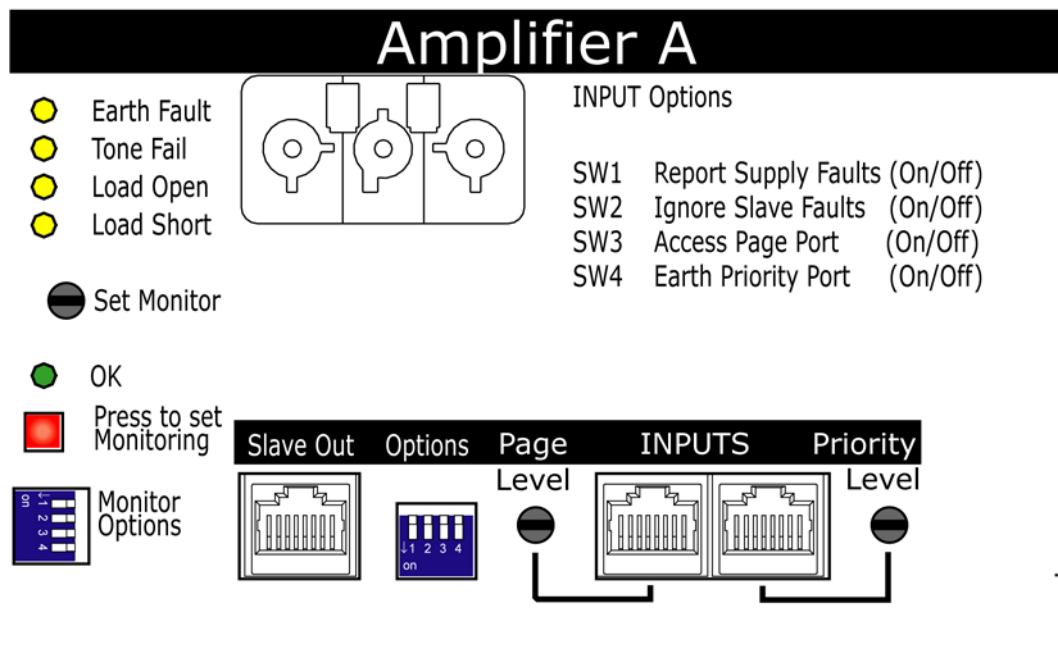 Amplifier A
Earth Fault
Tone Fail
Load Open
Load Short
Set Monitor
OK
Press to set
Monitoring
Monitor
Options
on
↓1 2 3 4
INPUT Options
SW1 Report Supply Faults (On/Off)
SW2 Ignore Slave Faults (On/Off)
SW3 Access Page Port (On/Off)
SW4 Earth Priority Port (On/Off)
Slave Out
Options
Page
Level
INPUTS
Priority
Level
↓1 2 3 4
on